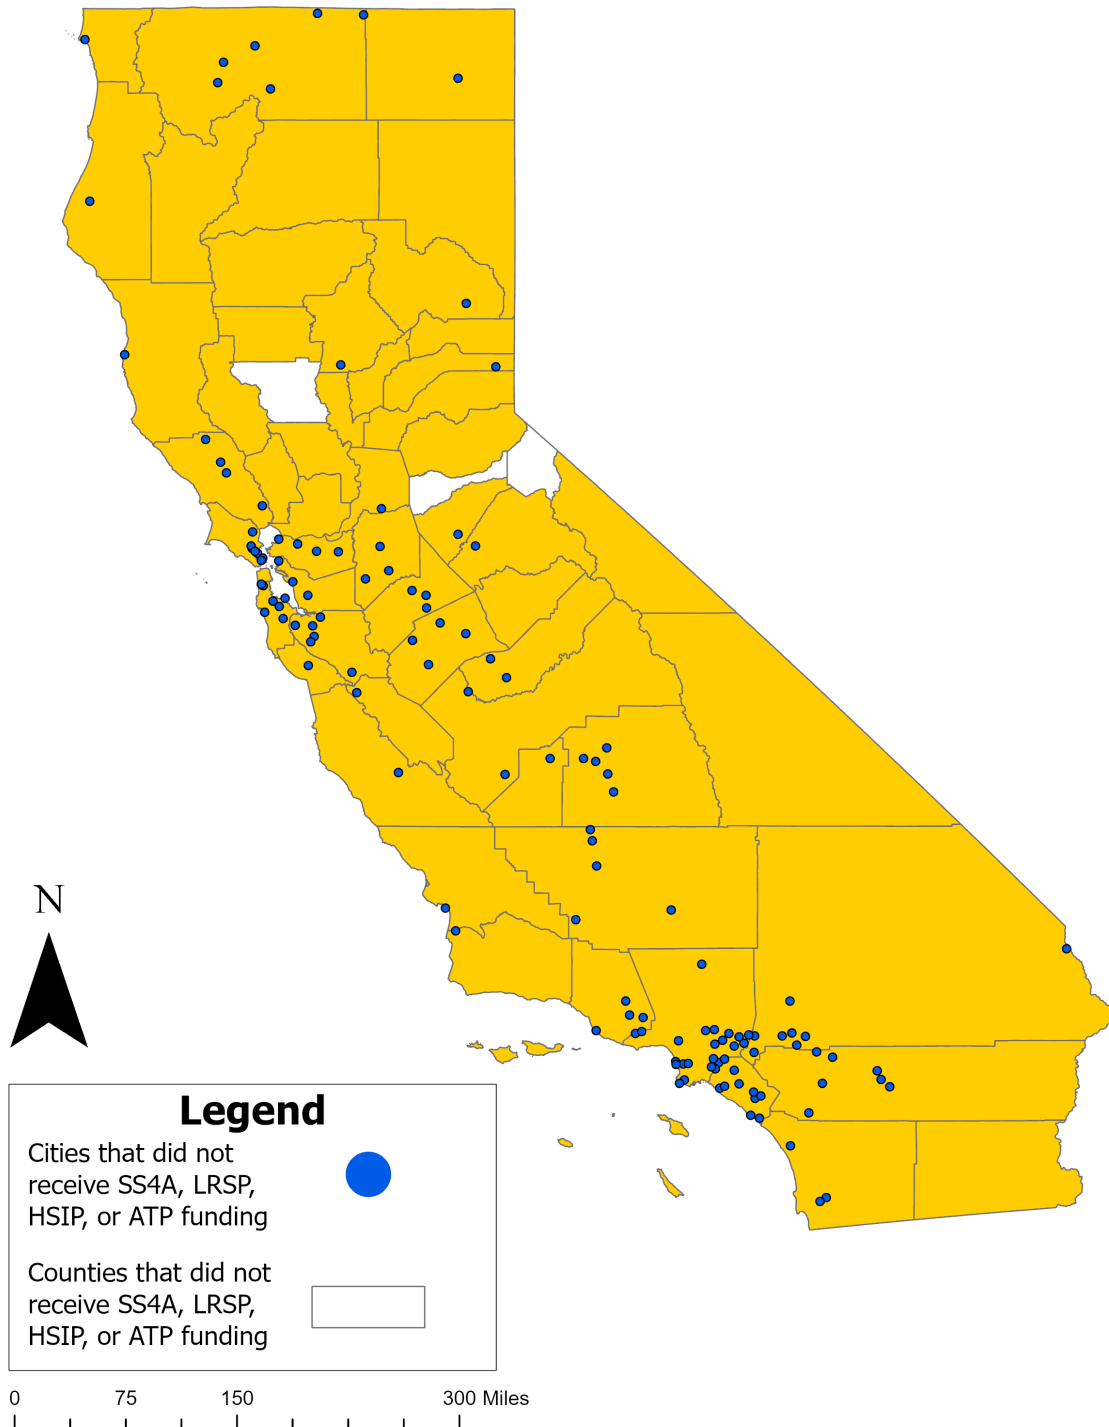 N
Legend
Cities that did not
receive SS4A, LRSP,
HSIP, or ATP funding
Counties that did not
receive SS4A, LRSP,
HSIP, or ATP funding
0 75 150 300 Miles